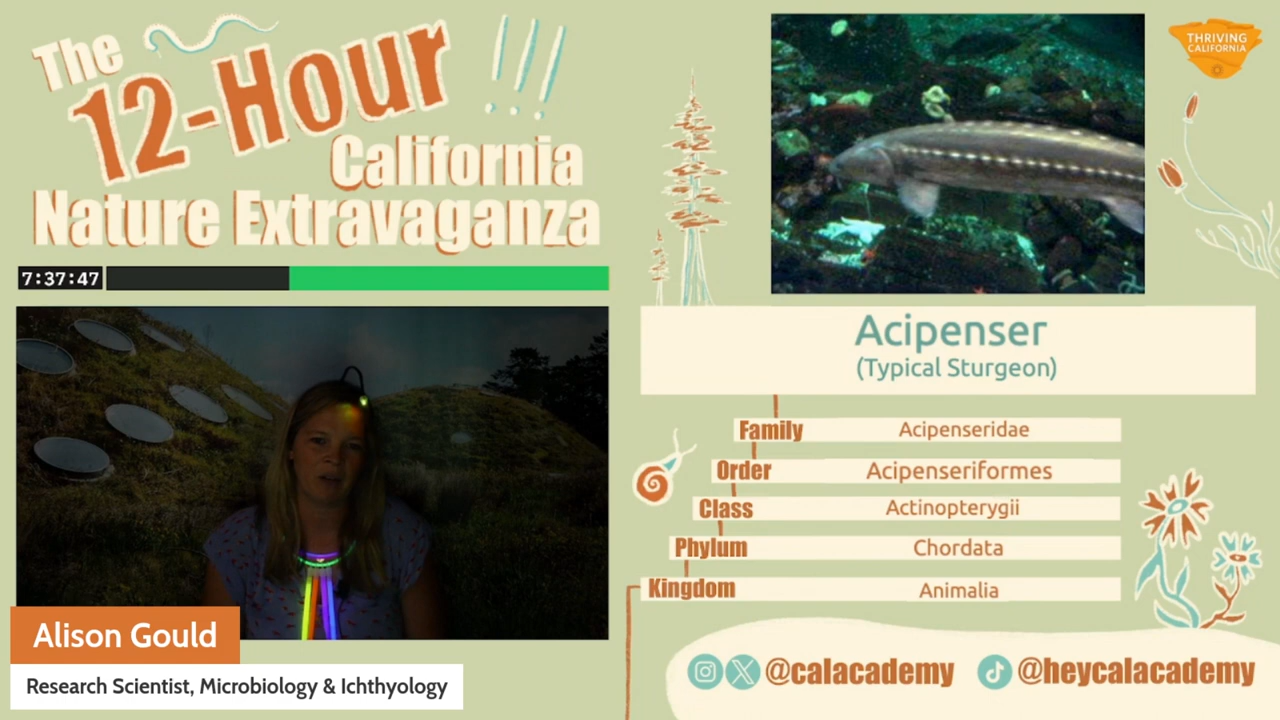 The
12-Hour !!!
California
Nature Extravaganza
7:37:47
Alison Gould
Research Scientist, Microbiology & Ichthyology
THRIVING
CALIFORNIA
Acipenser
(Typical Sturgeon)
Family Acipenseridae
Order Acipenseriformes
Class Actinopterygii
Phylum Chordata
Kingdom Animalia
@calacademy @heycalacademy